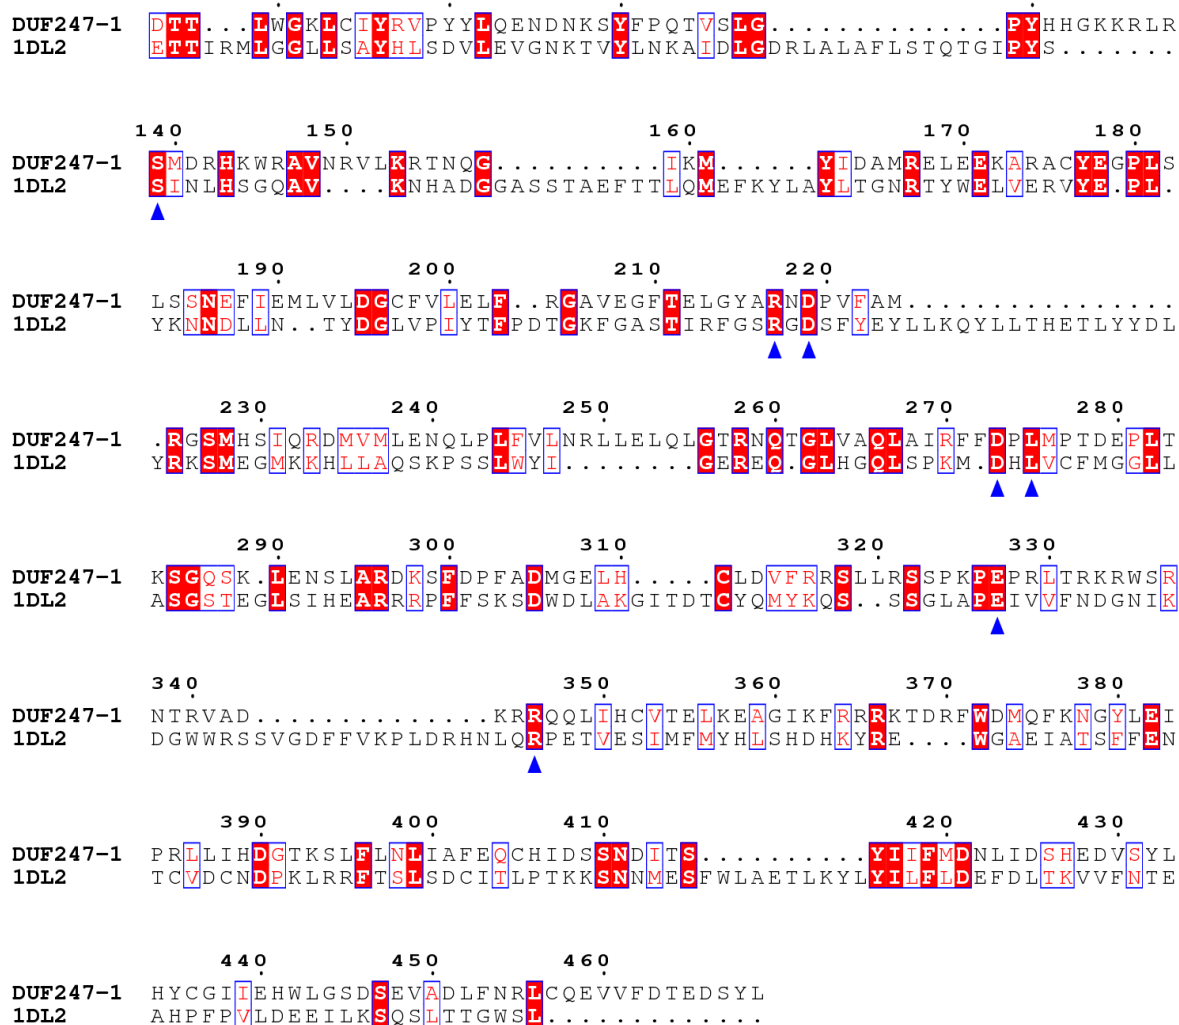 DUF247-1 DTT...LWGKLCIYRVPYYLQENDNKSYFPQTVSLG..............PYHHGKKRLR
1DL2 ETTIRMLGGLLSAYHLSDVLEVGNKTVYLNKAIDLGDRLALAFLSTQTGIPYS.......
140 150 160 170 180
DUF247-1 SMDRHKWRAVNRVLKRTNQG..........IKM......YIDAMRELEEKARACYEGPLS
1DL2 SINLHSGQAV....KNHADGGASSTAEFTTLQMEFKYLAYLTGNRTYWELVERVYE.PL.
190 200 210 220
DUF247-1 LSSNEFIEMLVLDGCFVLELF..RGAVEGFTELGYARNDPVFAM................
1DL2 YKNNDLLN..TYDGLVPIYTFPDTGKFGASTIRFGSRGDSFYEYLLKQYLLTHETLYYDL
230 240 250 260 270 280
DUF247-1 .RGSMHSIQRDMVMLENQLPLFVLNRLLELQLGTRNQTGLVAQLAIRFFDPLMPTDEPLT
1DL2 YRKSMEGMKKHLLAQSKPSSLWYI........GEREQ.GLHGQLSPKM.DHLVCFMGGLL
290 300 310 320 330
DUF247-1 KSGQSK.LENSLARDKSFDPFADMGELH.....CLDVFRRSLLRSSPKPEPRLTRKRWSR
1DL2 ASGSTEGLSIHEARRRPFFSKSDWDLAKGITDTCYQMYKQS..SSGLAPEIVVFNDGNIK
340 350 360 370 380
DUF247-1 NTRVAD..............KRRQQLIHCVTELKEAGIKFRRRKTDRFWDMQFKNGYLEI
1DL2 DGWWRSSVGDFFVKPLDRHNLQRPETVESIMFMYHLSHDHKYRE....WGAEIATSFFEN
390 400 410 420 430
DUF247-1 PRLLIHDGTKSLFLNLIAFEQCHIDSSNDITS..........YIIFMDNLIDSHEDVSYL
1DL2 TCVDCNDPKLRRFTSLSDCITLPTKKSNNMESFWLAETLKYLYILFLDEFDLTKVVFNTE
440 450 460
DUF247-1 HYCGIIEHWLGSDSEVADLFNRLCQEVVFDTEDSYL
1DL2 AHPFPVLDEEILKSQSLTTGWSL.............